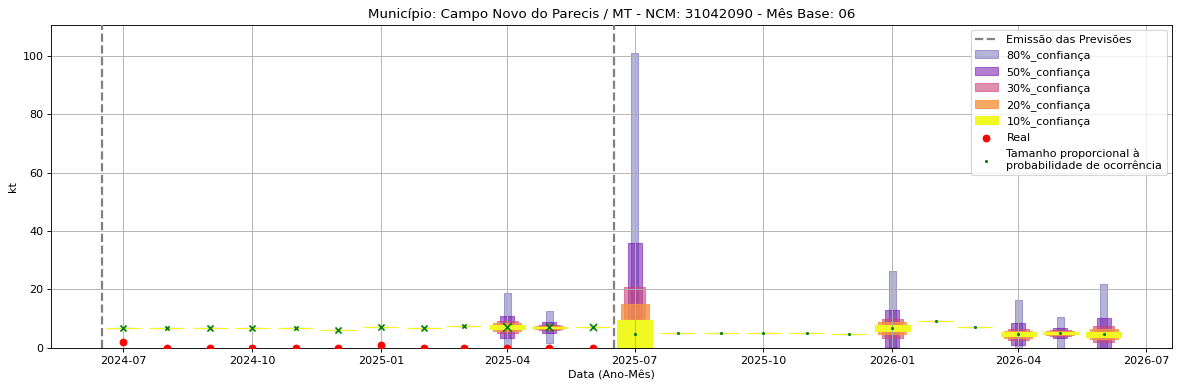 Município: Campo Novo do Parecis / MT - NCM: 31042090 - Mês Base: 06
Emissão das Previsões
80%_confiança
50%_confiança
30%_confiança
20%_confiança
10%_confiança
Real
Tamanho proporcional à
probabilidade de ocorrência
kt
100
80
60
40
20
0
2024-07 2024-10 2025-01 2025-04 2025-07 2025-10 2026-01 2026-04 2026-07
Data (Ano-Mês)